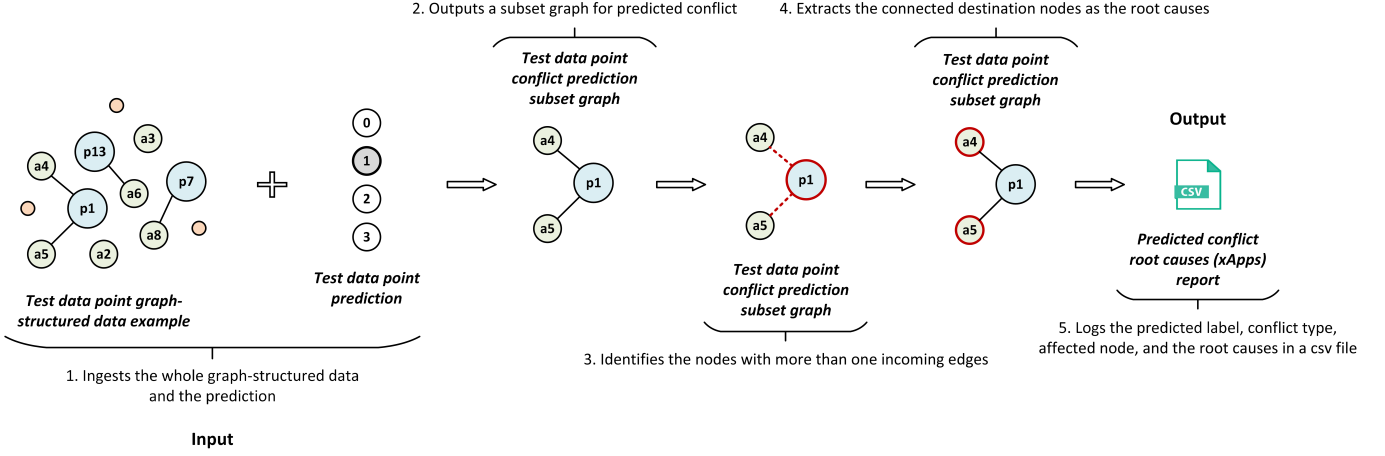 2. Outputs a subset graph for predicted conflict
4. Extracts the connected destination nodes as the root causes
Test data point
conflict prediction
subset graph
Test data point
conflict prediction
subset graph
a3
p13
a4
p7
a6
p1
a8
a5
a2
0
1
2
3
a4
p1
a5
a4
p1
a5
a4
p1
a5
Output
CSV
Test data point graph-
structured data example
Test data point
prediction
Test data point
conflict prediction
subset graph
Predicted conflict
root causes (xApps)
report
1. Ingests the whole graph-structured data
and the prediction
3. Identifies the nodes with more than one incoming edges
5. Logs the predicted label, conflict type,
affected node, and the root causes in a csv file
Input